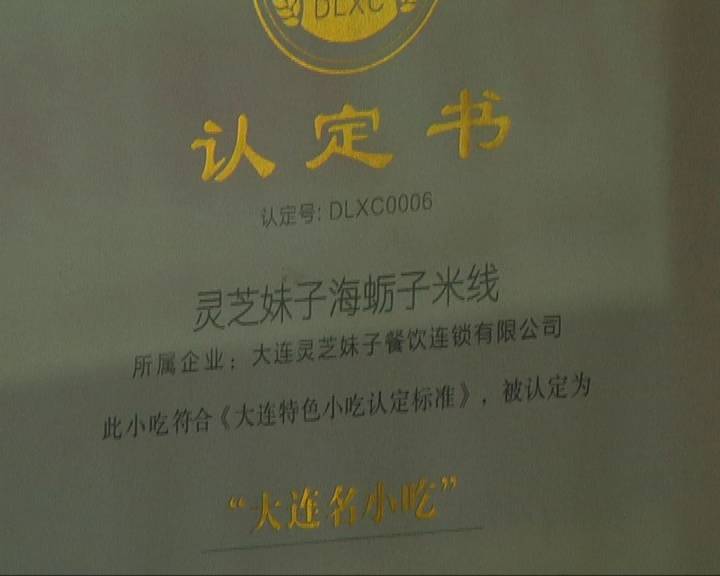 DLXC
认定书
认定号: DLXC0006
灵芝妹子海蛎子米线
所属企业：大连灵芝妹子餐饮连锁有限公司
此小吃符合《大连特色小吃认定标准》，被认定为
“大连名小吃”